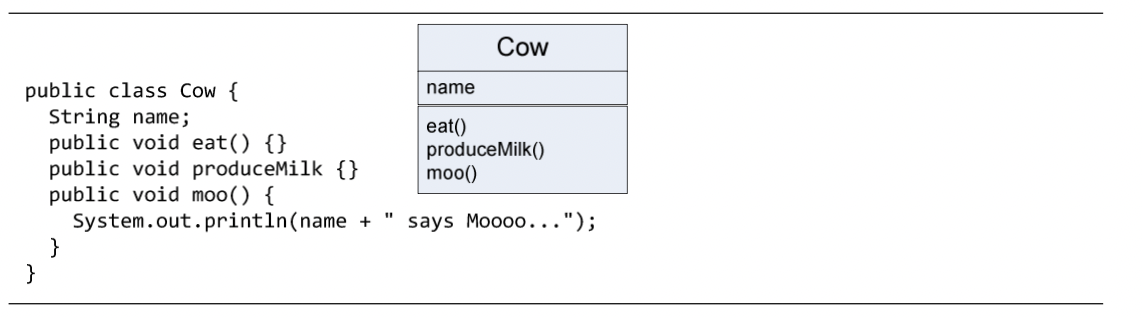 Cow
name
eat()
produceMilk()
moo()
public class Cow {
String name;
public void eat() {}
public void produceMilk {}
public void moo() {
System.out.println(name + " says Moooo...");
}
}